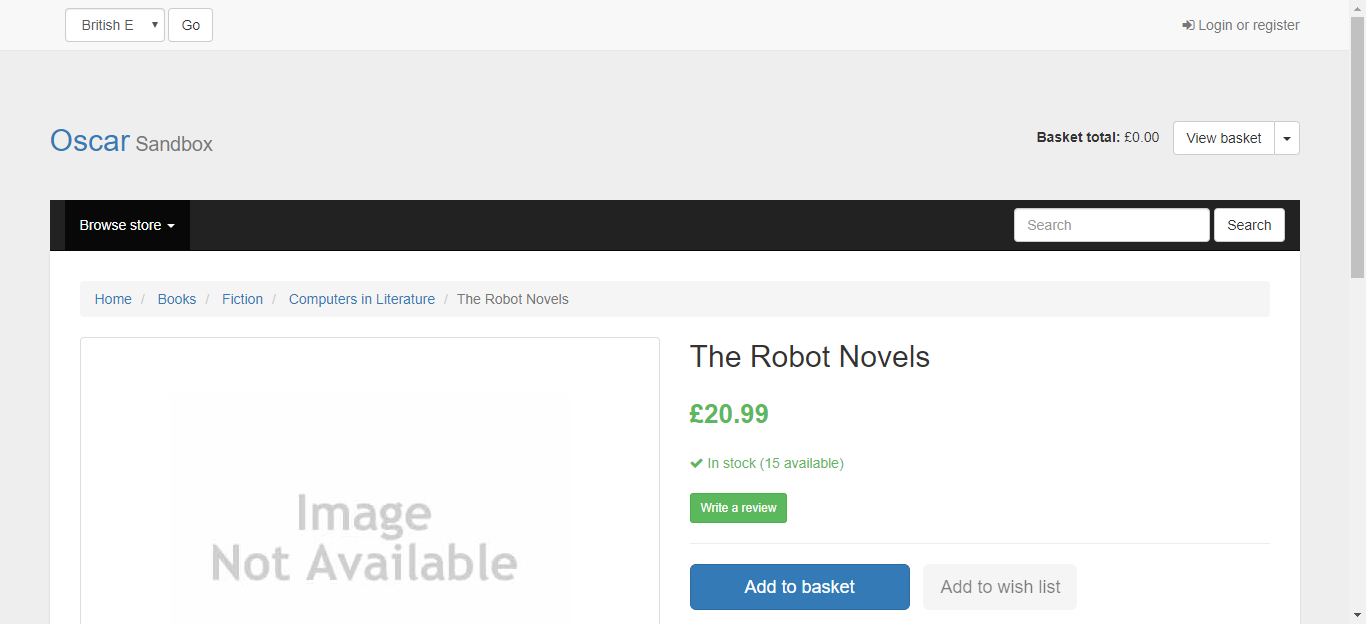 British E Go Login or register
Oscar Sandbox Basket total: £0.00 View basket
Browse store Search Search
Home / Books / Fiction / Computers in Literature / The Robot Novels
The Robot Novels
£20.99
In stock (15 available)
Write a review
Image
Not Available
Add to basket Add to wish list